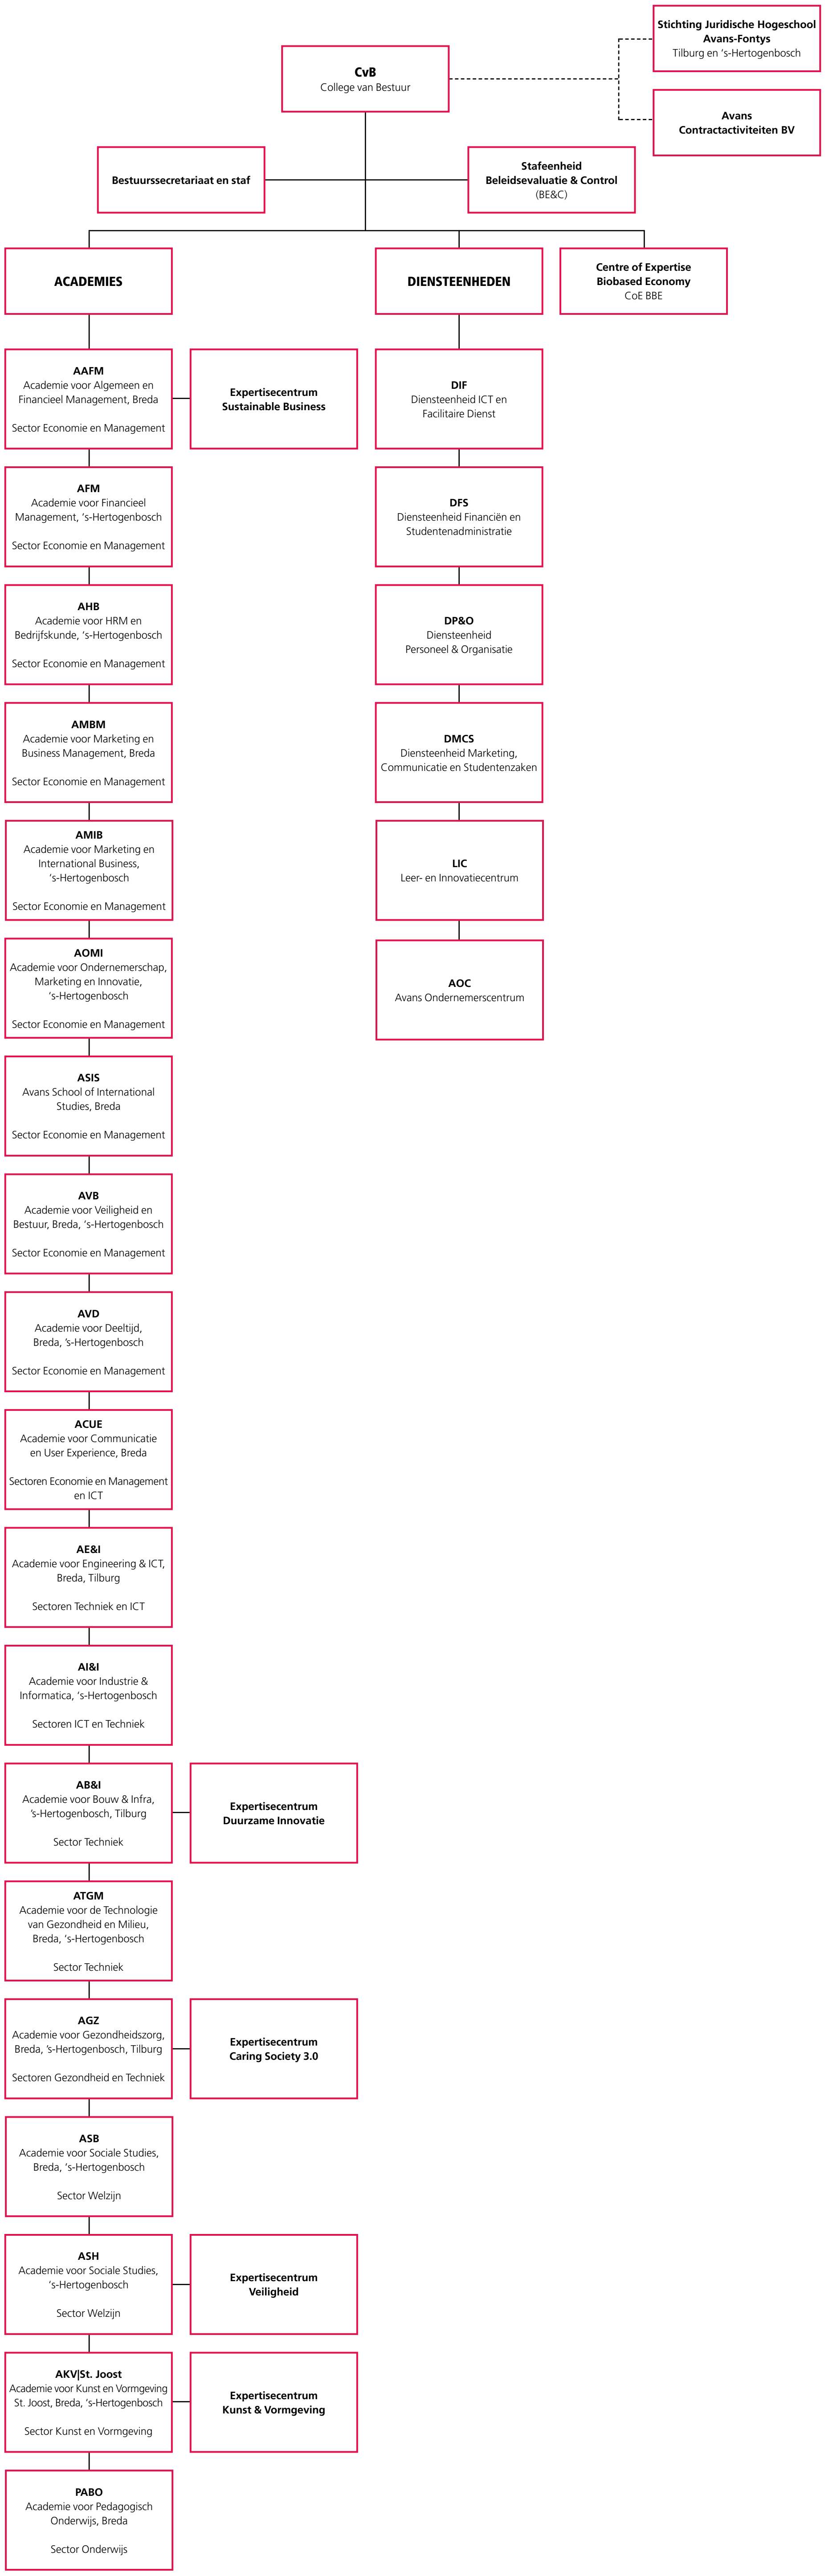 Stichting Juridische Hogeschool
Avans-Fontys
Tilburg en ‘s-Hertogenbosch
CvB
College van Bestuur
Avans
Contractactiviteiten BV
Bestuurssecretariaat en staf
Stafeenheid
Beleidsevaluatie & Control
(BE&C)
ACADEMIES
DIENSTEENHEDEN
Centre of Expertise
Biobased Economy
CoE BBE
AAFM
Academie voor Algemeen en
Financieel Management, Breda
Sector Economie en Management
Expertisecentrum
Sustainable Business
DIF
Diensteenheid ICT en
Facilitaire Dienst
AFM
Academie voor Financieel
Management, ‘s-Hertogenbosch
Sector Economie en Management
DFS
Diensteenheid Financiën en
Studentenadministratie
AHB
Academie voor HRM en
Bedrijfskunde, ‘s-Hertogenbosch
Sector Economie en Management
DP&O
Diensteenheid
Personeel & Organisatie
AMBM
Academie voor Marketing en
Business Management, Breda
Sector Economie en Management
DMCS
Diensteenheid Marketing,
Communicatie en Studentenzaken
AMIB
Academie voor Marketing en
International Business,
‘s-Hertogenbosch
Sector Economie en Management
LIC
Leer- en Innovatiecentrum
AOMI
Academie voor Ondernemerschap,
Marketing en Innovatie,
‘s-Hertogenbosch
Sector Economie en Management
AOC
Avans Ondernemerscentrum
ASIS
Avans School of International
Studies, Breda
Sector Economie en Management
AVB
Academie voor Veiligheid en
Bestuur, Breda, ‘s-Hertogenbosch
Sector Economie en Management
AVD
Academie voor Deeltijd,
Breda, ’s-Hertogenbosch
Sector Economie en Management
ACUE
Academie voor Communicatie
en User Experience, Breda
Sectoren Economie en Management
en ICT
AE&I
Academie voor Engineering & ICT,
Breda, Tilburg
Sectoren Techniek en ICT
AI&I
Academie voor Industrie &
Informatica, ‘s-Hertogenbosch
Sectoren ICT en Techniek
AB&I
Academie voor Bouw & Infra,
’s-Hertogenbosch, Tilburg
Sector Techniek
Expertisecentrum
Duurzame Innovatie
ATGM
Academie voor de Technologie
van Gezondheid en Milieu,
Breda, ‘s-Hertogenbosch
Sector Techniek
AGZ
Academie voor Gezondheidszorg,
Breda, ’s-Hertogenbosch, Tilburg
Sectoren Gezondheid en Techniek
Expertisecentrum
Caring Society 3.0
ASB
Academie voor Sociale Studies,
Breda, ‘s-Hertogenbosch
Sector Welzijn
ASH
Academie voor Sociale Studies,
‘s-Hertogenbosch
Sector Welzijn
Expertisecentrum
Veiligheid
AKV|St. Joost
Academie voor Kunst en Vormgeving
St. Joost, Breda, ‘s-Hertogenbosch
Sector Kunst en Vormgeving
Expertisecentrum
Kunst & Vormgeving
PABO
Academie voor Pedagogisch
Onderwijs, Breda
Sector Onderwijs